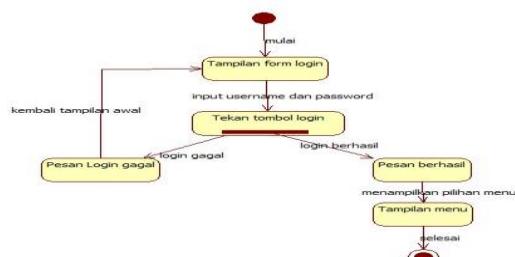 mulai
Tampilan form login
input username dan password
kembali tampilan awal
Tekan tombol login
login gagal
login berhasil
Pesan Login gagal
Pesan berhasil
menampilkan pilihan menu
Tampilan menu
selesai